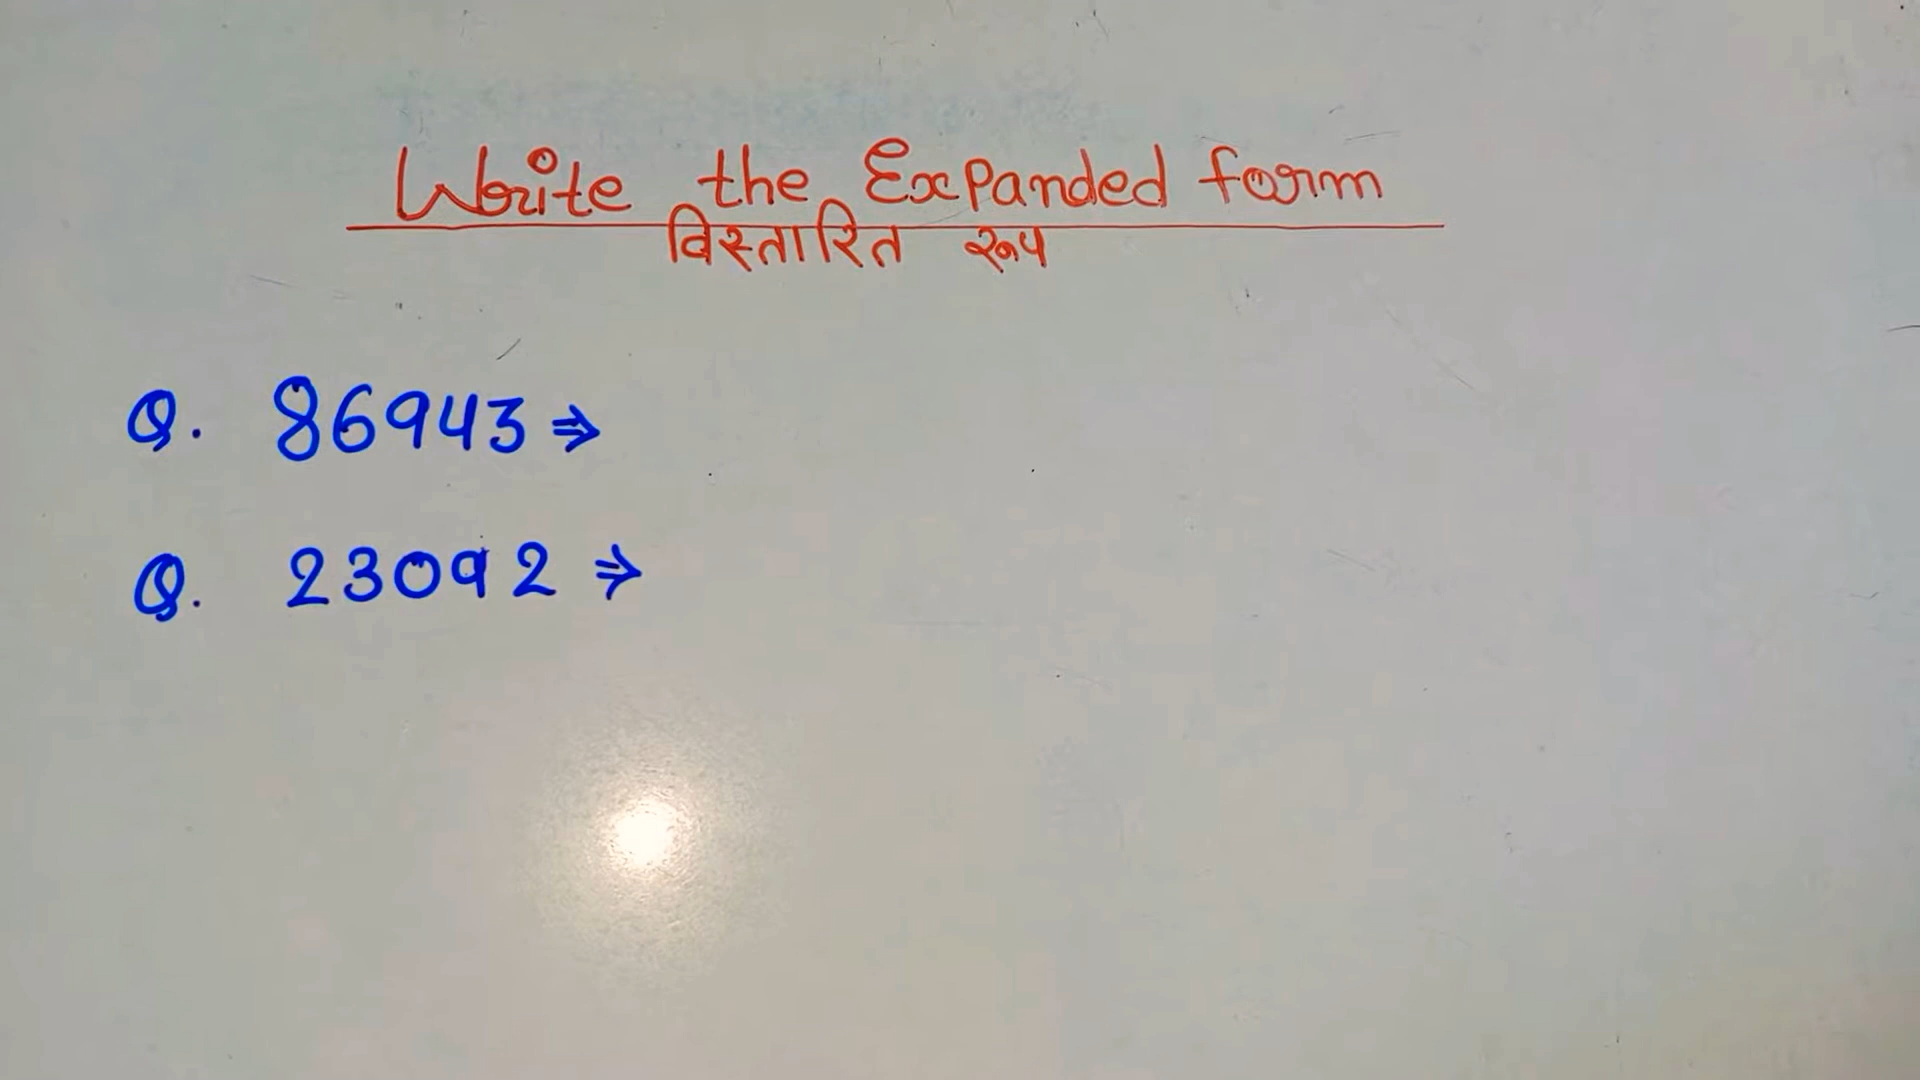 Write the Expanded form
विस्तारित रूप
Q. 86943 ⇒
Q. 23092 ⇒